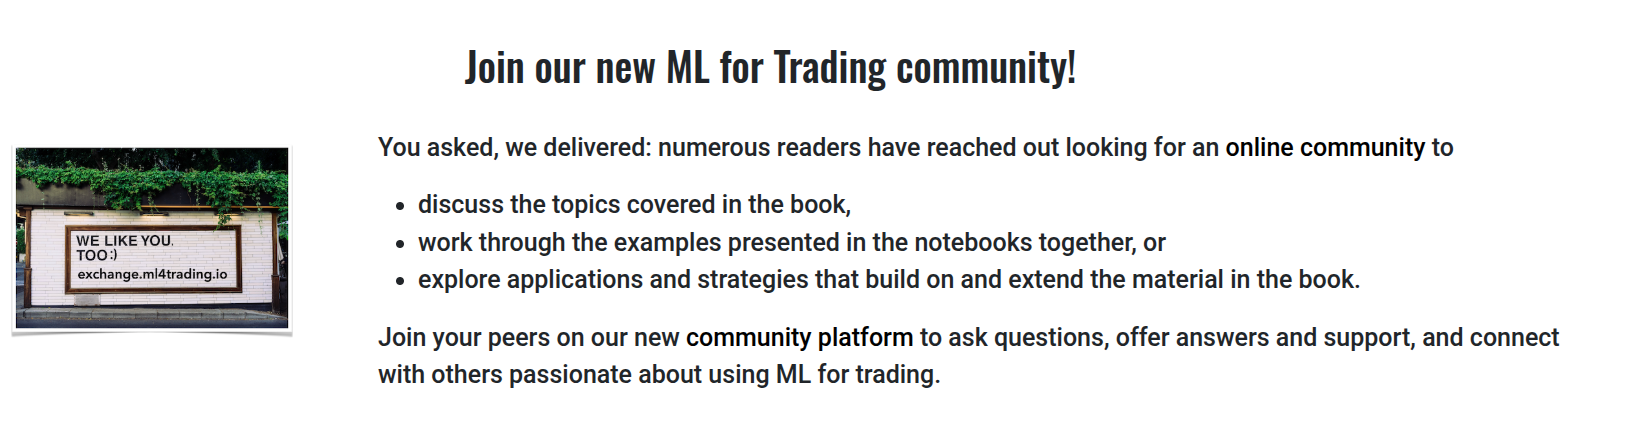 Join our new ML for Trading community!
You asked, we delivered: numerous readers have reached out looking for an online community to
WE LIKE YOU.
TOO :)
exchange.ml4trading.io
• discuss the topics covered in the book,
• work through the examples presented in the notebooks together, or
• explore applications and strategies that build on and extend the material in the book.
Join your peers on our new community platform to ask questions, offer answers and support, and connect
with others passionate about using ML for trading.